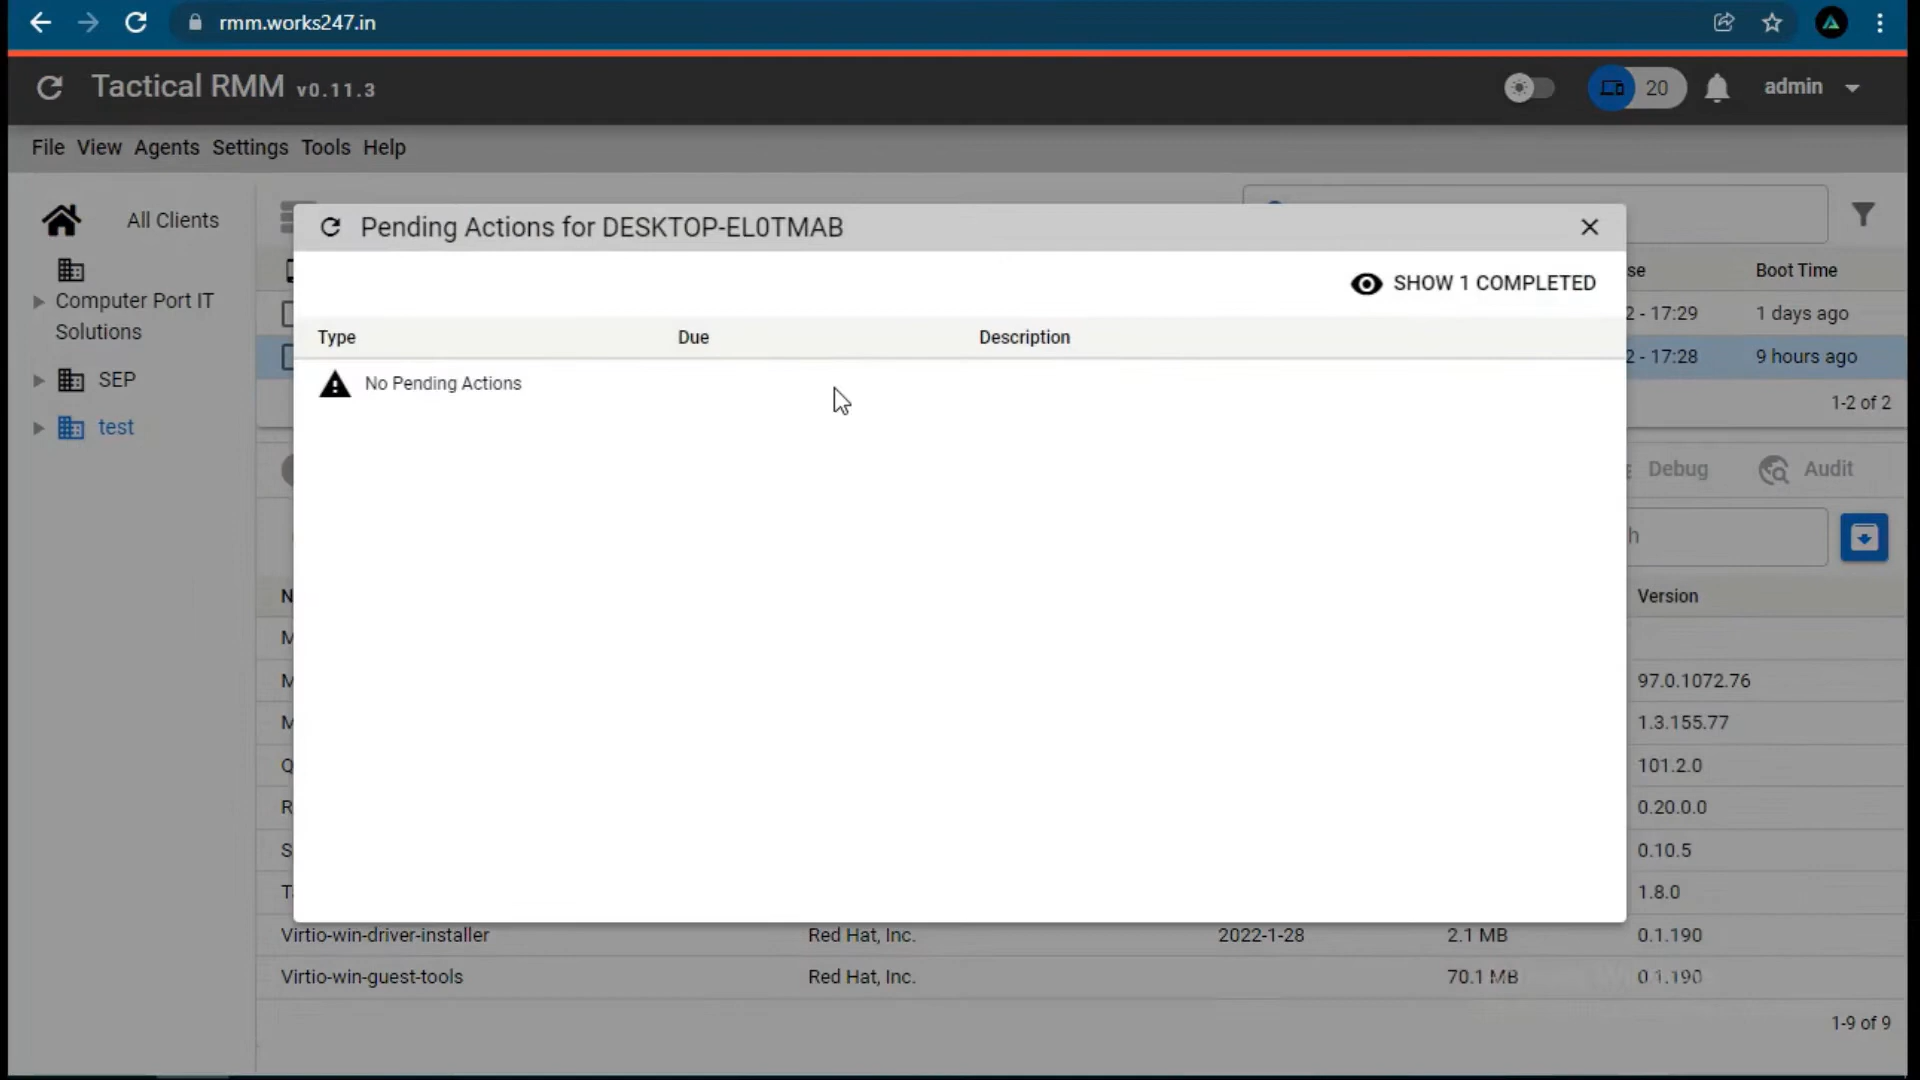 rmm.works247.in
Tactical RMM v0.11.3
20
admin
File View Agents Settings Tools Help
All Clients
Computer Port IT
Solutions
SEP
test
Pending Actions for DESKTOP-EL0TMAB
SHOW 1 COMPLETED
Type Due Description
No Pending Actions
se Boot Time
2 - 17:29 1 days ago
2 - 17:28 9 hours ago
1-2 of 2
Debug Audit
h
N Version
M
M 97.0.1072.76
M 1.3.155.77
Q 101.2.0
R 0.20.0.0
S 0.10.5
T 1.8.0
Virtio-win-driver-installer Red Hat, Inc. 2022-1-28 2.1 MB 0.1.190
Virtio-win-guest-tools Red Hat, Inc. 70.1 MB 0.1.190
1-9 of 9